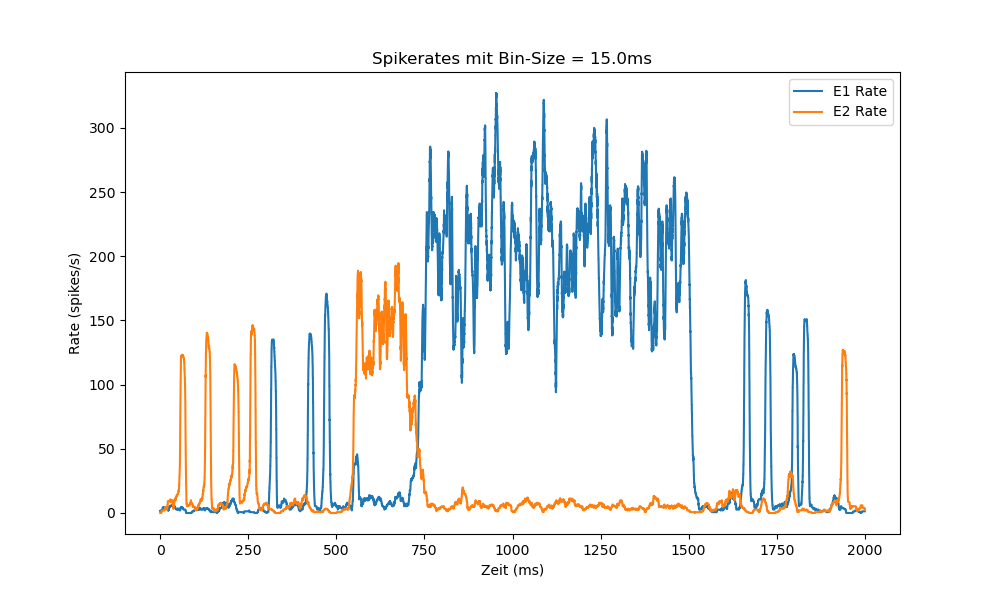 Spikerates mit Bin-Size = 15.0ms
E1 Rate
E2 Rate
Rate (spikes/s)
300
250
200
150
100
50
0
0 250 500 750 1000 1250 1500 1750 2000
Zeit (ms)